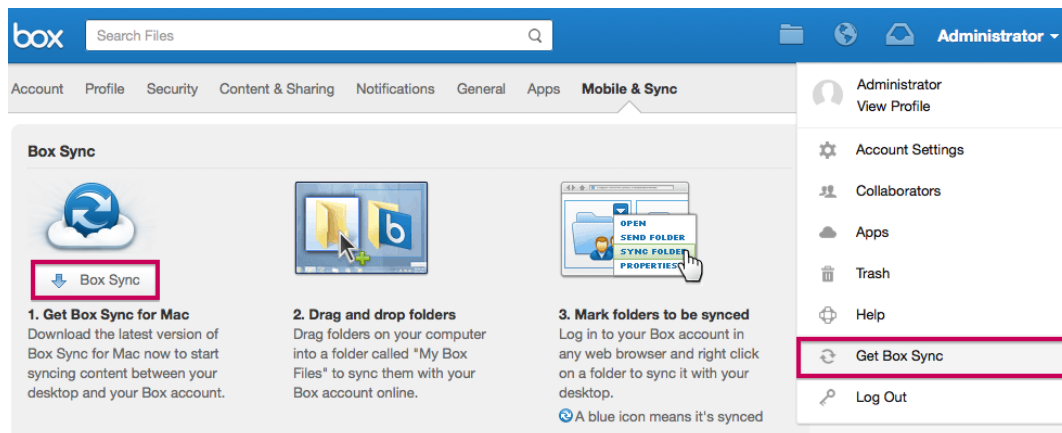 box
Search Files
Administrator
Account Profile Security Content & Sharing Notifications General Apps Mobile & Sync
Box Sync
Box Sync
1. Get Box Sync for Mac
Download the latest version of
Box Sync for Mac now to start
syncing content between your
desktop and your Box account.
b
2. Drag and drop folders
Drag folders on your computer
into a folder called "My Box
Files" to sync them with your
Box account online.
OPEN
SEND FOLDER
SYNC FOLDER
PROPERTIES
3. Mark folders to be synced
Log in to your Box account in
any web browser and right click
on a folder to sync it with your
desktop.
A blue icon means it's synced
Administrator
View Profile
Account Settings
Collaborators
Apps
Trash
Help
Get Box Sync
Log Out